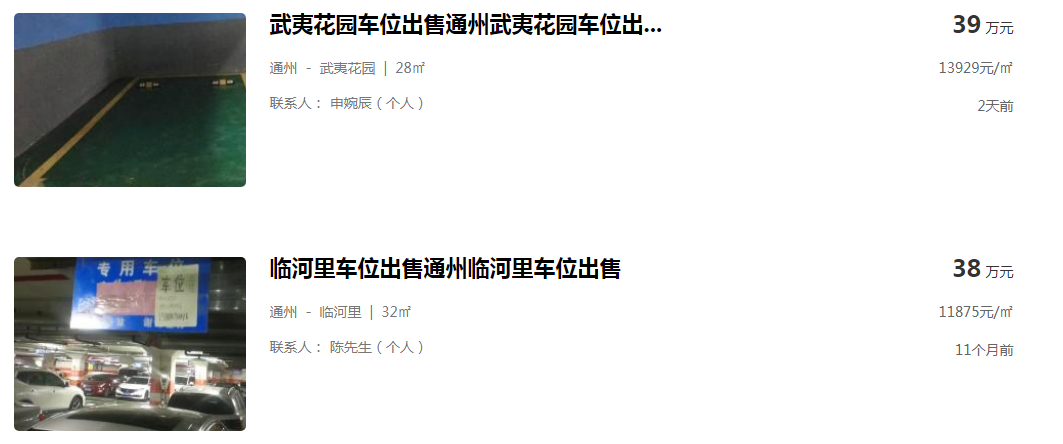 武夷花园车位出售通州武夷花园车位出...
39 万元
通州 - 武夷花园 | 28㎡
13929元/㎡
联系人： 申婉辰 ( 个人 )
2天前
专用车位
车位
临河里车位出售通州临河里车位出售
38 万元
通州 - 临河里 | 32㎡
11875元/㎡
联系人： 陈先生 ( 个人 )
11个月前